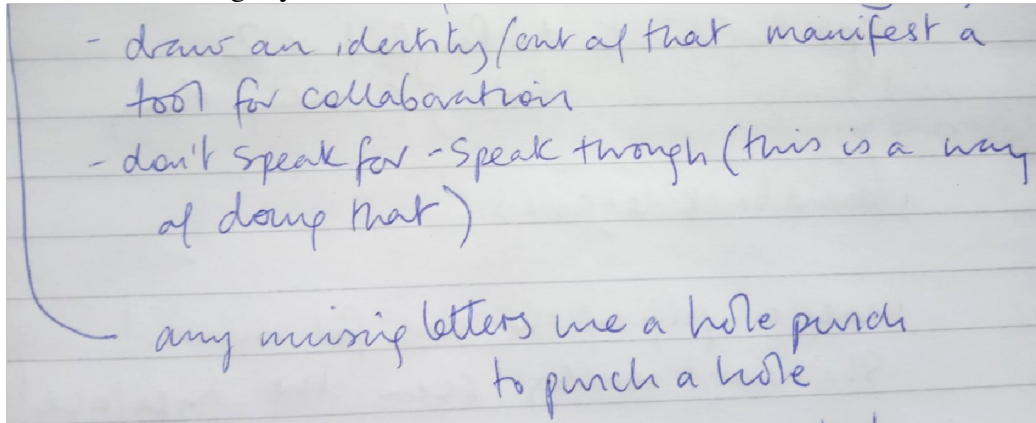 - draw an identity/out of that manifest a
tool for collaboration
- don't speak for - speak through (this is a way
of doing that)
any missing letters use a hole punch
to punch a hole